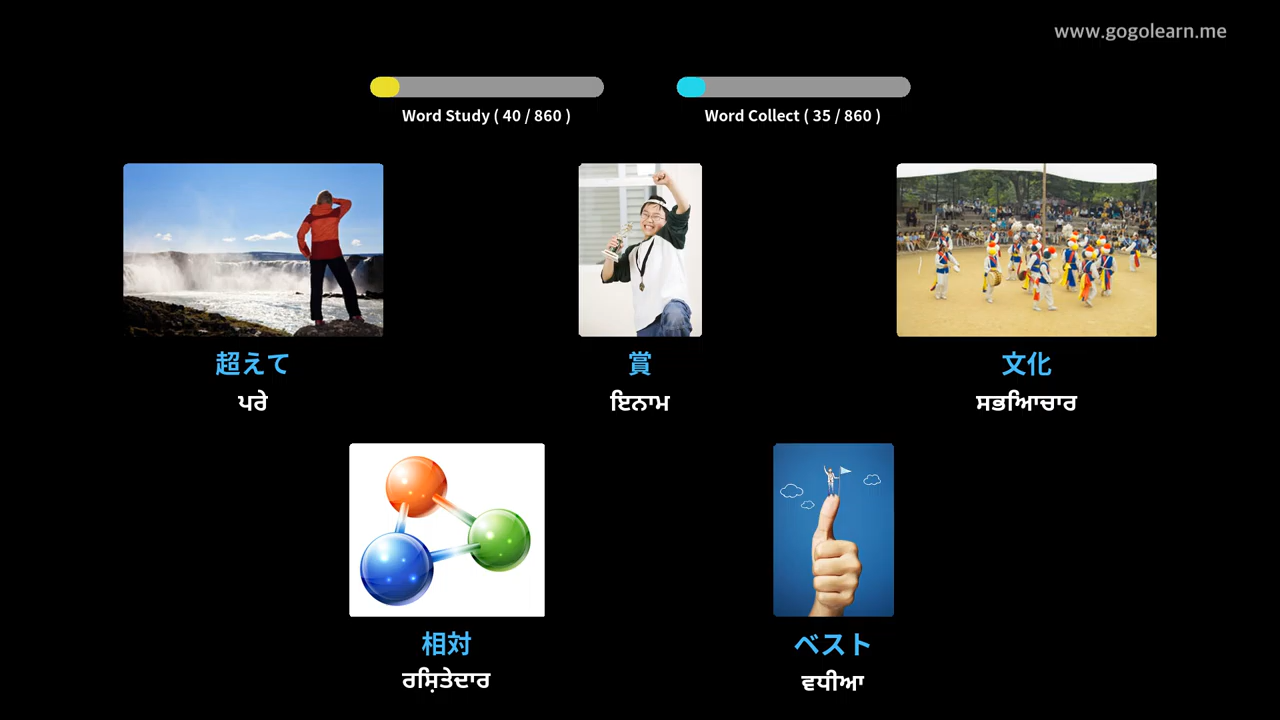 www.gogolearn.me
Word Study ( 40 / 860 )
Word Collect ( 35 / 860 )
超えて
賞
文化
ਪਰੇ
ਇਨਾਮ
ਸਭਿਆਚਾਰ
相対
ベスト
ਰਿਸ਼ਤੇਦਾਰ
ਵਧੀਆ